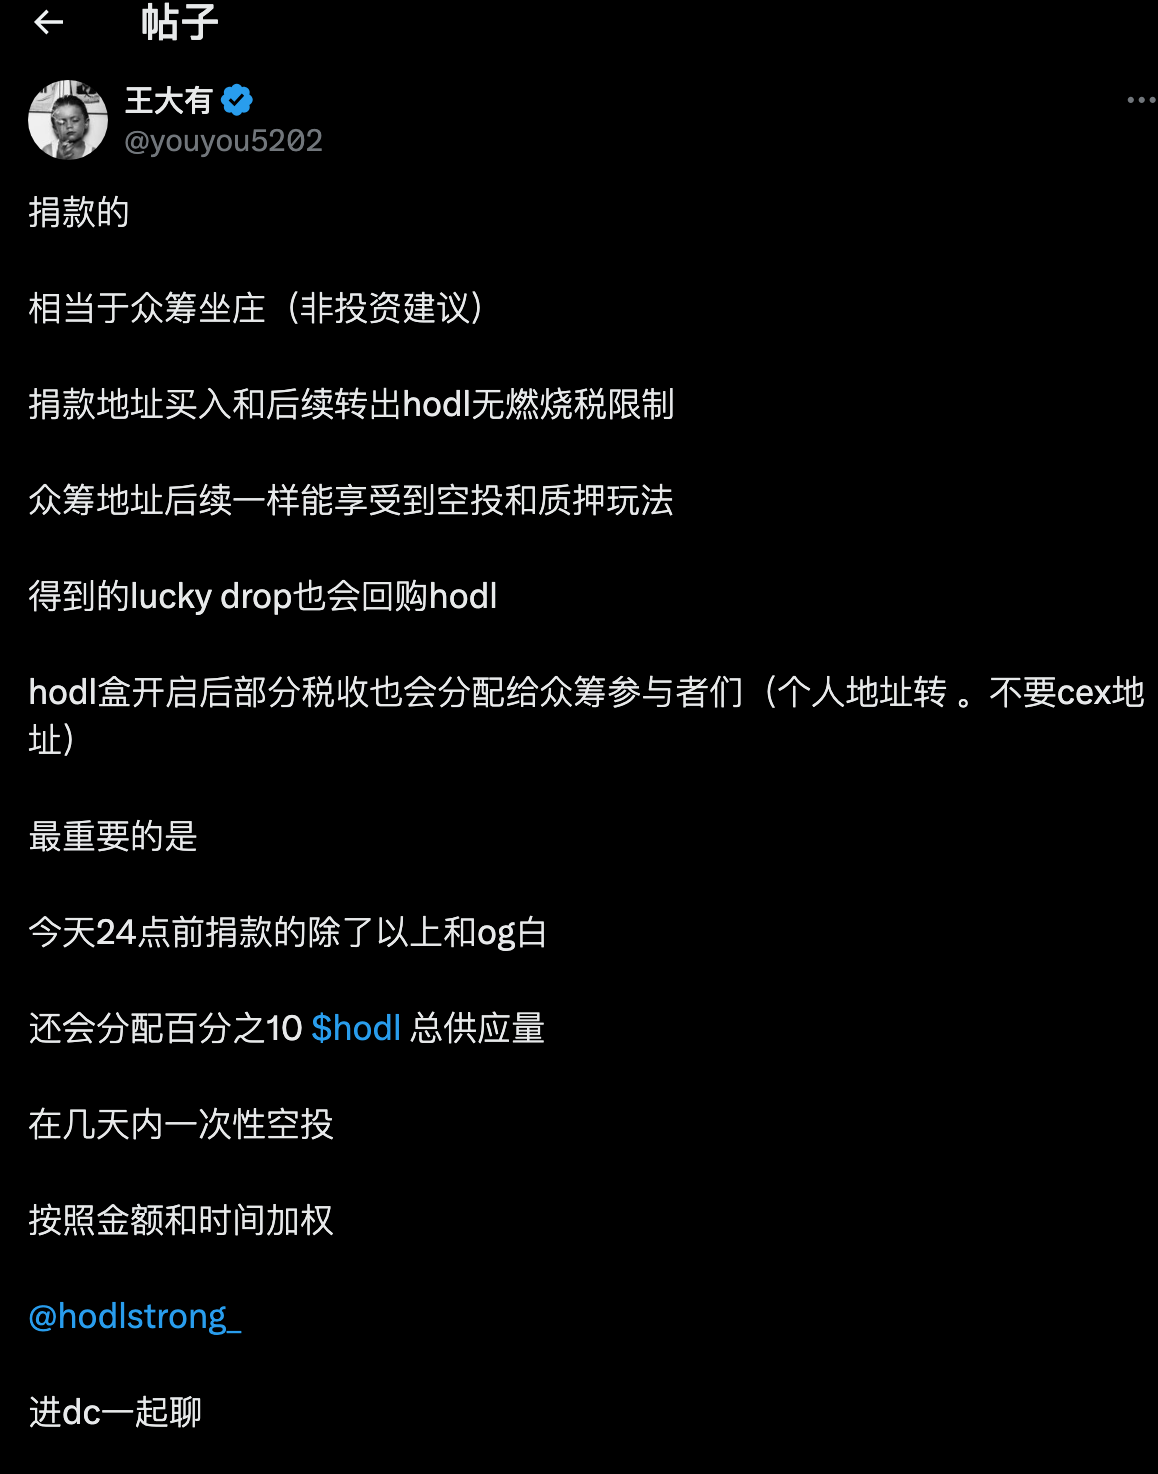 帖子
王大有
@youyou5202
捐款的
相当于众筹坐庄（非投资建议）
捐款地址买入和后续转出hodl无燃烧税限制
众筹地址后续一样能享受到空投和质押玩法
得到的lucky drop也会回购hodl
hodl盒开启后部分税收也会分配给众筹参与者们（个人地址转 。不要cex地
址）
最重要的是
今天24点前捐款的除了以上和og白
还会分配百分之10 $hodl 总供应量
在几天内一次性空投
按照金额和时间加权
@hodlstrong_
进dc一起聊